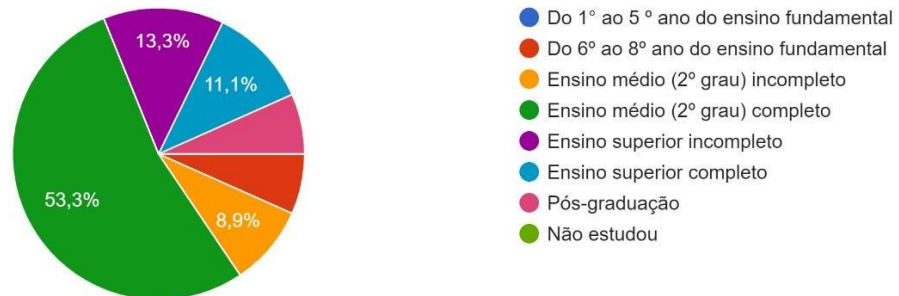 13,3%
11,1%
53,3%
8,9%
Do 1° ao 5 º ano do ensino fundamental
Do 6º ao 8º ano do ensino fundamental
Ensino médio (2º grau) incompleto
Ensino médio (2º grau) completo
Ensino superior incompleto
Ensino superior completo
Pós-graduação
Não estudou